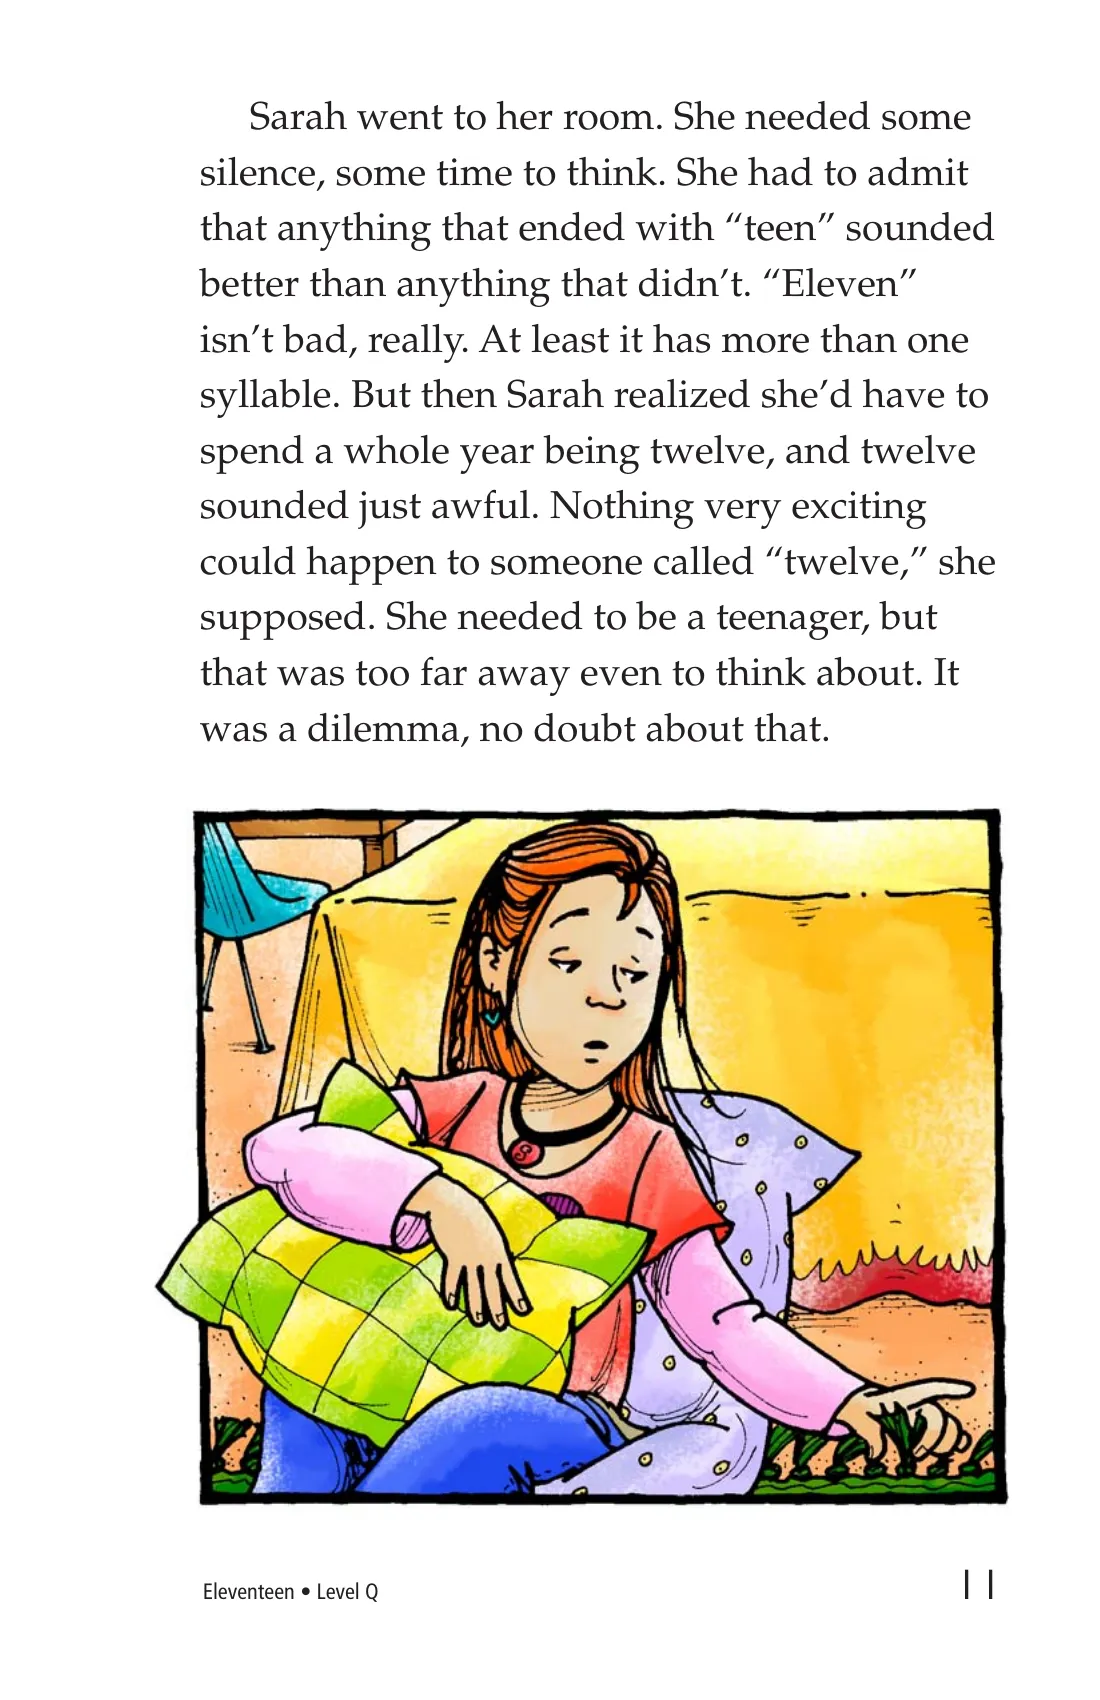 Sarah went to her room. She needed some
silence, some time to think. She had to admit
that anything that ended with “teen” sounded
better than anything that didn’t. “Eleven”
isn’t bad, really. At least it has more than one
syllable. But then Sarah realized she’d have to
spend a whole year being twelve, and twelve
sounded just awful. Nothing very exciting
could happen to someone called “twelve,” she
supposed. She needed to be a teenager, but
that was too far away even to think about. It
was a dilemma, no doubt about that.
Eleventeen • Level Q
11